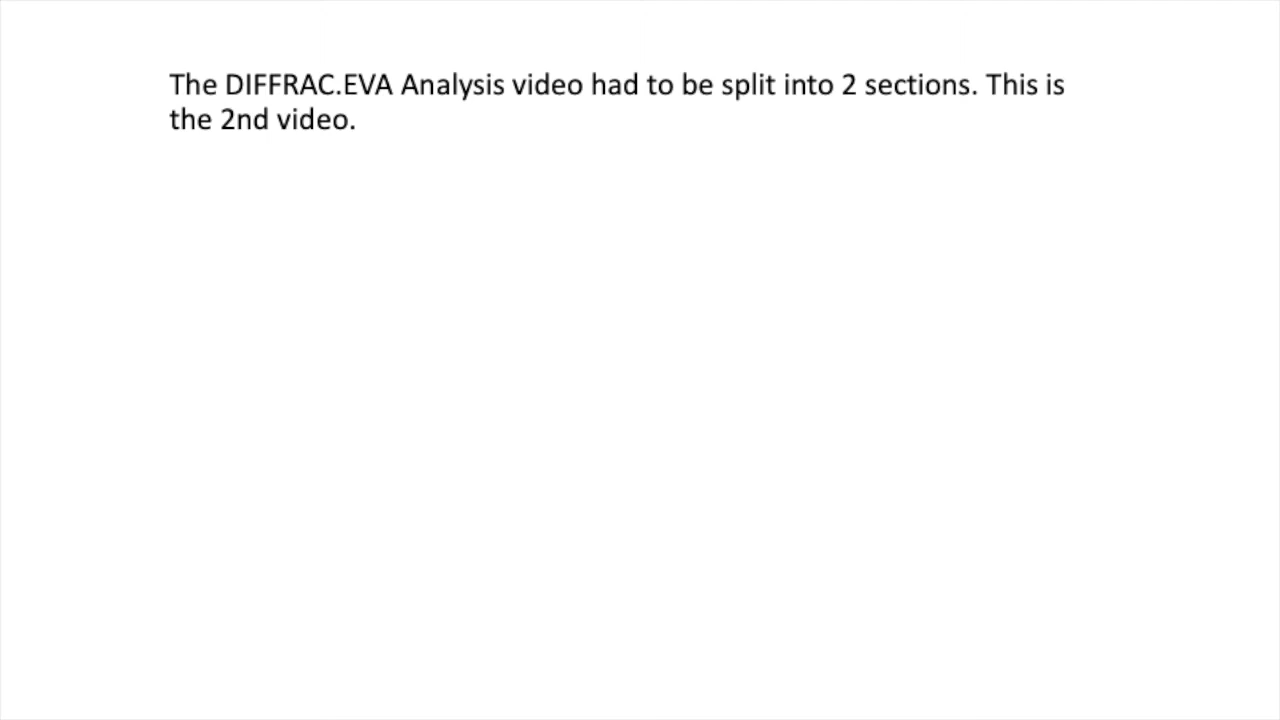 The DIFFRAC.EVA Analysis video had to be split into 2 sections. This is
the 2nd video.